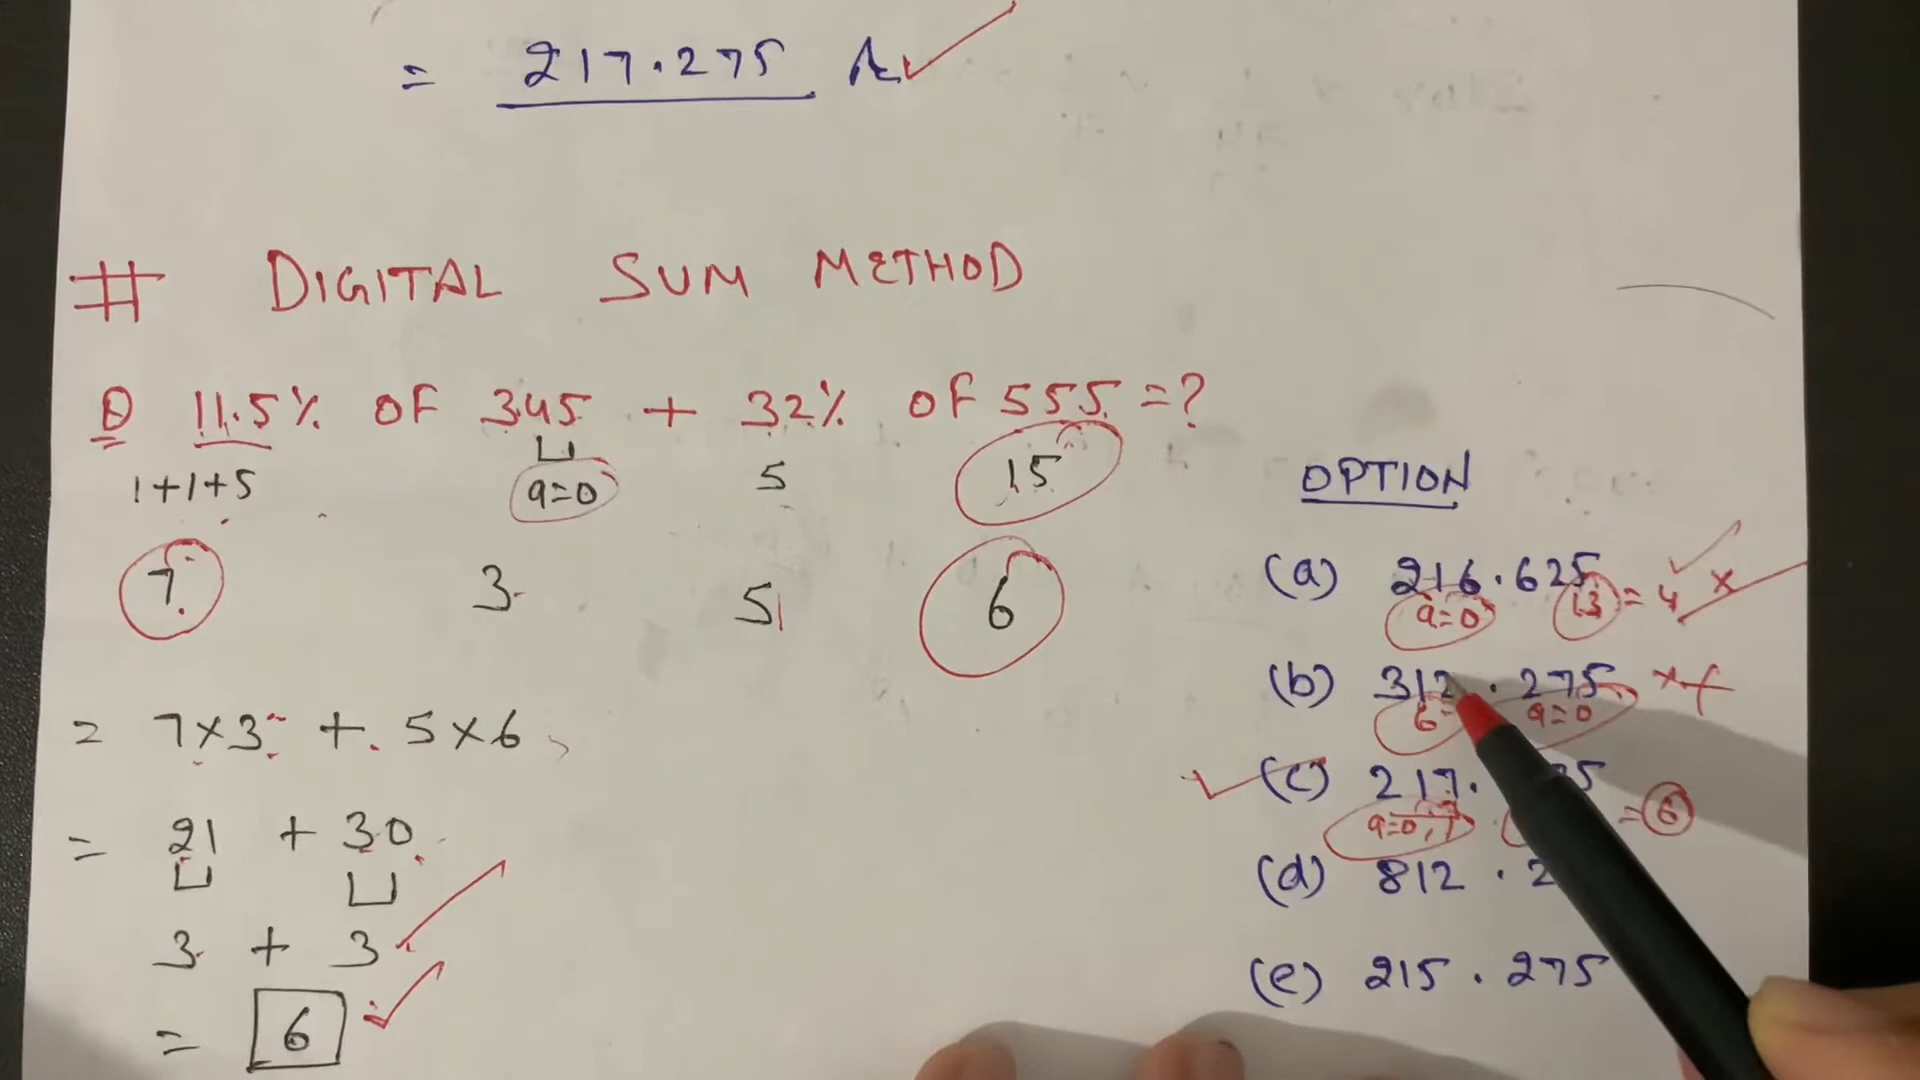 = 217.275
# DIGITAL SUM METHOD
Q 11.5% OF 345 + 32% OF 555 = ?
1+1+5 9=0 5 15
7 3 5 6
= 7×3 + 5×6
= 21 + 30
3 + 3
= 6
OPTION
(a) 216.625 ×
9=0 13 = 4
(b) 312.275 ×
6 9=0
(c) 217.
9=0 = 6
(d) 812.2
(e) 215.275